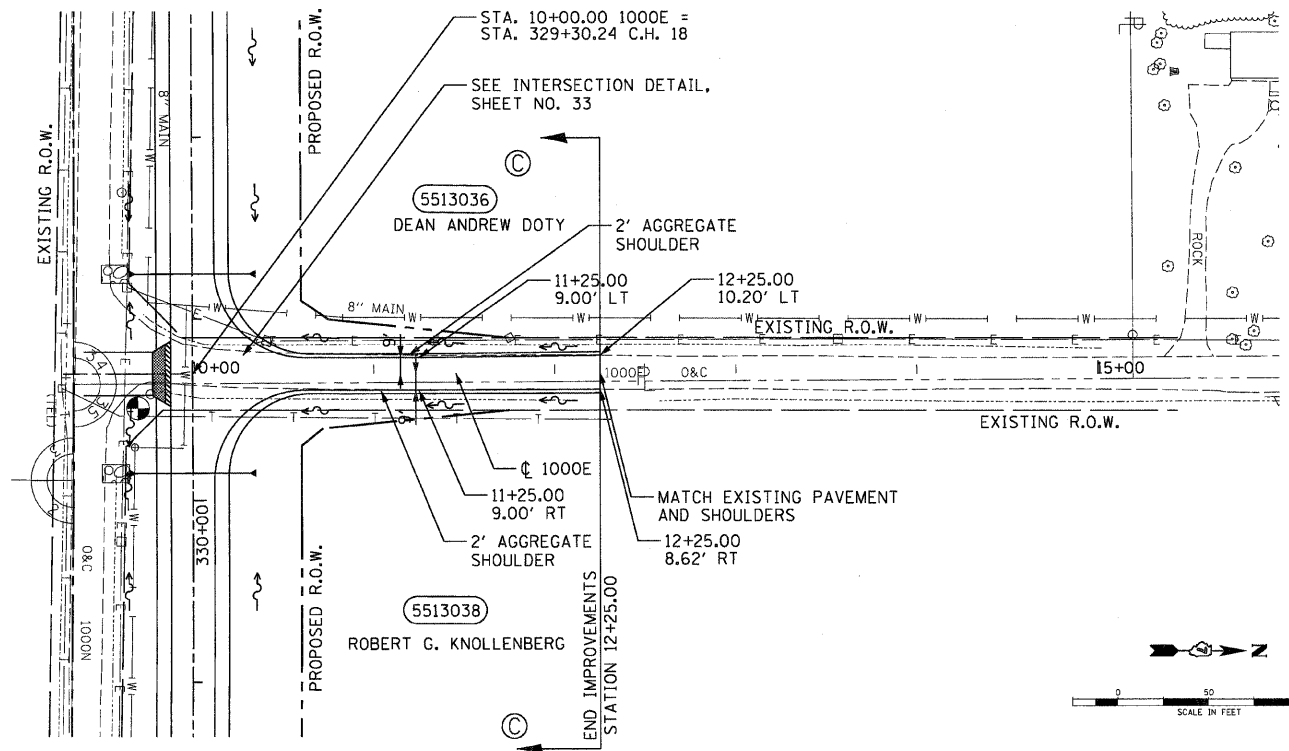 STA. 10+00.00 1000E =
STA. 329+30.24 C.H. 18
SEE INTERSECTION DETAIL,
SHEET NO. 33
EXISTING R.O.W.
8" MAIN
PROPOSED R.O.W.
C
5513036
DEAN ANDREW DOTY
2' AGGREGATE
SHOULDER
11+25.00
9.00' LT
12+25.00
10.20' LT
8" MAIN
EXISTING R.O.W.
ROCK
10+00
9'
1000E
O&C
15+00
9'
EXISTING R.O.W.
℄ 1000E
11+25.00
9.00' RT
MATCH EXISTING PAVEMENT
AND SHOULDERS
2' AGGREGATE
SHOULDER
12+25.00
8.62' RT
330+00
O&C
1000N
PROPOSED R.O.W.
5513038
ROBERT G. KNOLLENBERG
END IMPROVEMENTS
STATION 12+25.00
C
N
0 50
SCALE IN FEET